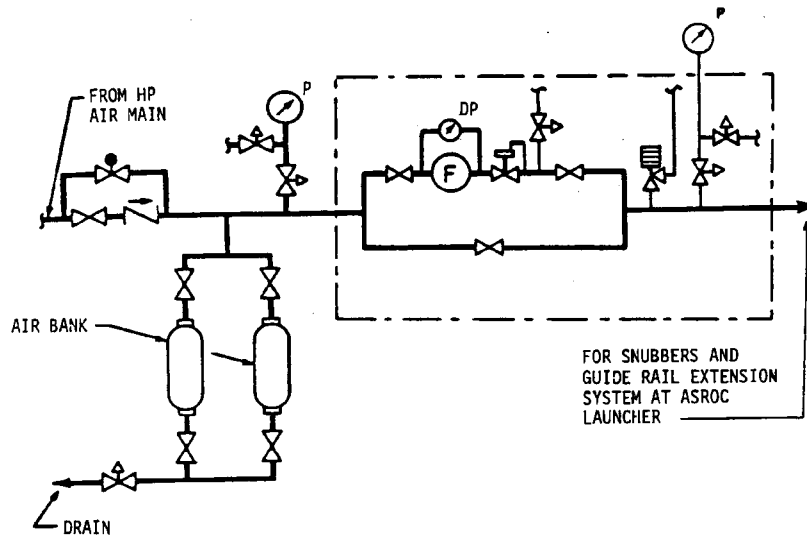 P
FROM HP
AIR MAIN
P
DP
F
AIR BANK
FOR SNUBBERS AND
GUIDE RAIL EXTENSION
SYSTEM AT ASROC
LAUNCHER
DRAIN